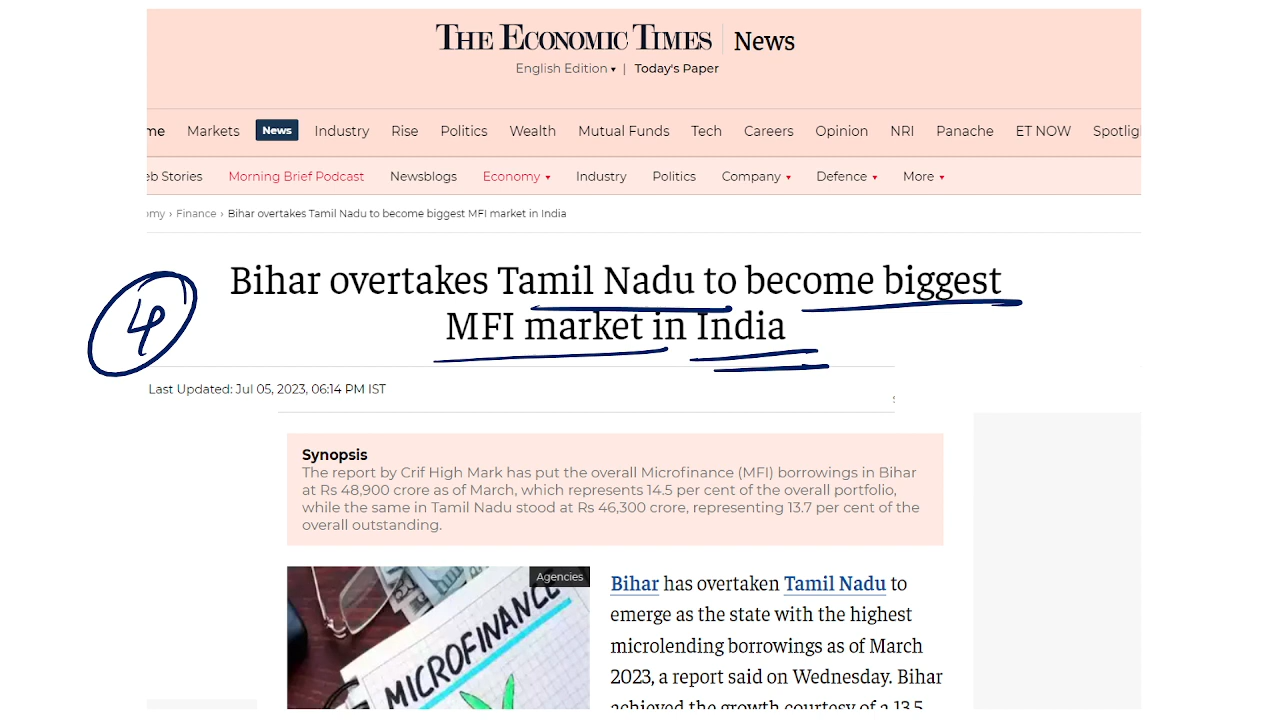 THE ECONOMIC TIMES | News
English Edition ▾ | Today's Paper
me Markets News Industry Rise Politics Wealth Mutual Funds Tech Careers Opinion NRI Panache ET NOW Spotlig
eb Stories Morning Brief Podcast Newsblogs Economy ▾ Industry Politics Company ▾ Defence ▾ More ▾
omy › Finance › Bihar overtakes Tamil Nadu to become biggest MFI market in India
Bihar overtakes Tamil Nadu to become biggest
4
MFI market in India
Last Updated: Jul 05, 2023, 06:14 PM IST
Synopsis
The report by Crif High Mark has put the overall Microfinance (MFI) borrowings in Bihar
at Rs 48,900 crore as of March, which represents 14.5 per cent of the overall portfolio,
while the same in Tamil Nadu stood at Rs 46,300 crore, representing 13.7 per cent of the
overall outstanding.
Agencies
MICROFINANCE
Bihar has overtaken Tamil Nadu to
emerge as the state with the highest
microlending borrowings as of March
2023, a report said on Wednesday. Bihar
achieved the growth courtesy of a 13.5